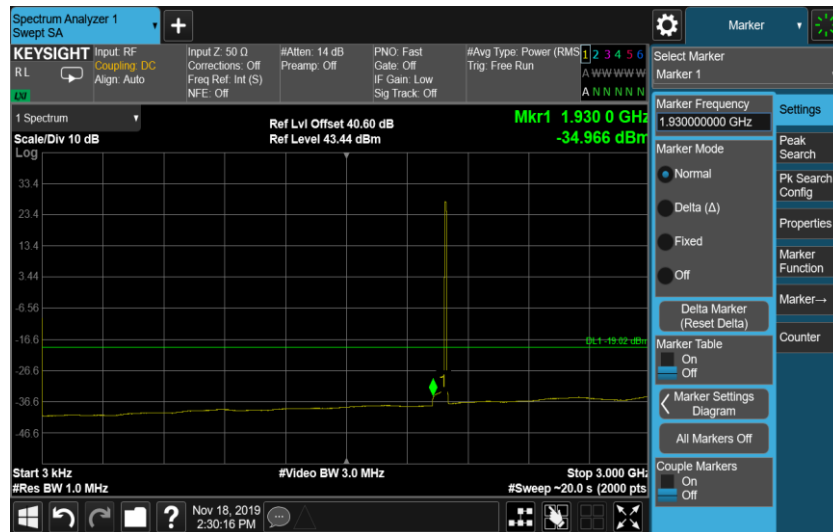 Spectrum Analyzer 1
Swept SA
+
Marker
KEYSIGHT
RL
LXI
Input: RF
Coupling: DC
Align: Auto
Input Z: 50 Ω
Corrections: Off
Freq Ref: Int (S)
NFE: Off
#Atten: 14 dB
Preamp: Off
PNO: Fast
Gate: Off
IF Gain: Low
Sig Track: Off
#Avg Type: Power (RMS
Trig: Free Run
1 2 3 4 5 6
A W W W W W
A N N N N N
Select Marker
Marker 1
1 Spectrum
Scale/Div 10 dB
Log
Ref Lvl Offset 40.60 dB
Ref Level 43.44 dBm
Mkr1 1.930 0 GHz
-34.966 dBm
33.4
23.4
13.4
3.44
-6.56
-16.6
-26.6
-36.6
-46.6
DL1 -19.02 dBm
Start 3 kHz
#Res BW 1.0 MHz
#Video BW 3.0 MHz
Stop 3.000 GHz
#Sweep ~20.0 s (2000 pts)
Marker Frequency
1.930000000 GHz
Marker Mode
Normal
Delta (Δ)
Fixed
Off
Delta Marker
(Reset Delta)
Marker Table
On
Off
Marker Settings
Diagram
All Markers Off
Couple Markers
On
Off
Settings
Peak
Search
Pk Search
Config
Properties
Marker
Function
Marker→
Counter
?
Nov 18, 2019
2:30:16 PM